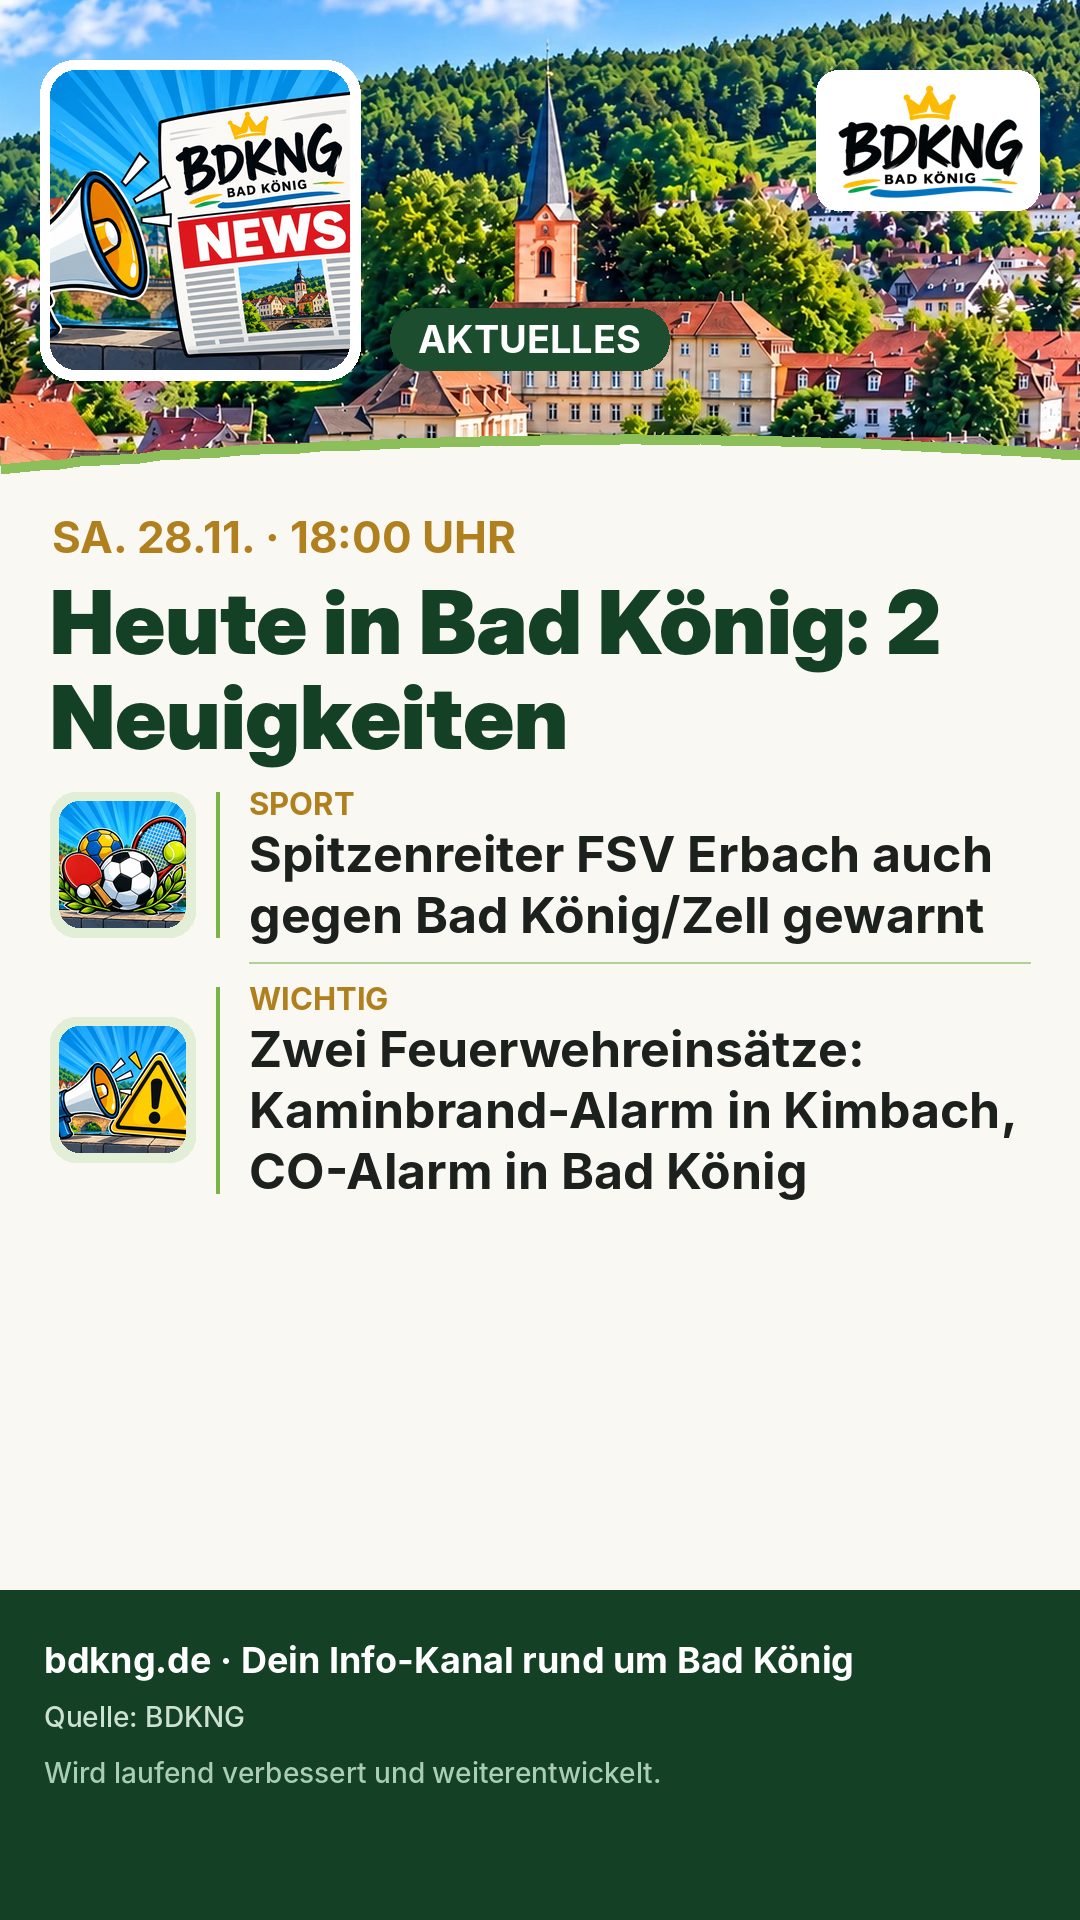 BDKNG
BAD KÖNIG
NEWS
BDKNG
BAD KÖNIG
AKTUELLES
SA. 28.11. · 18:00 UHR
Heute in Bad König: 2
Neuigkeiten
SPORT
Spitzenreiter FSV Erbach auch
gegen Bad König/Zell gewarnt
WICHTIG
Zwei Feuerwehreinsätze:
Kaminbrand-Alarm in Kimbach,
CO-Alarm in Bad König
bdkng.de · Dein Info-Kanal rund um Bad König
Quelle: BDKNG
Wird laufend verbessert und weiterentwickelt.